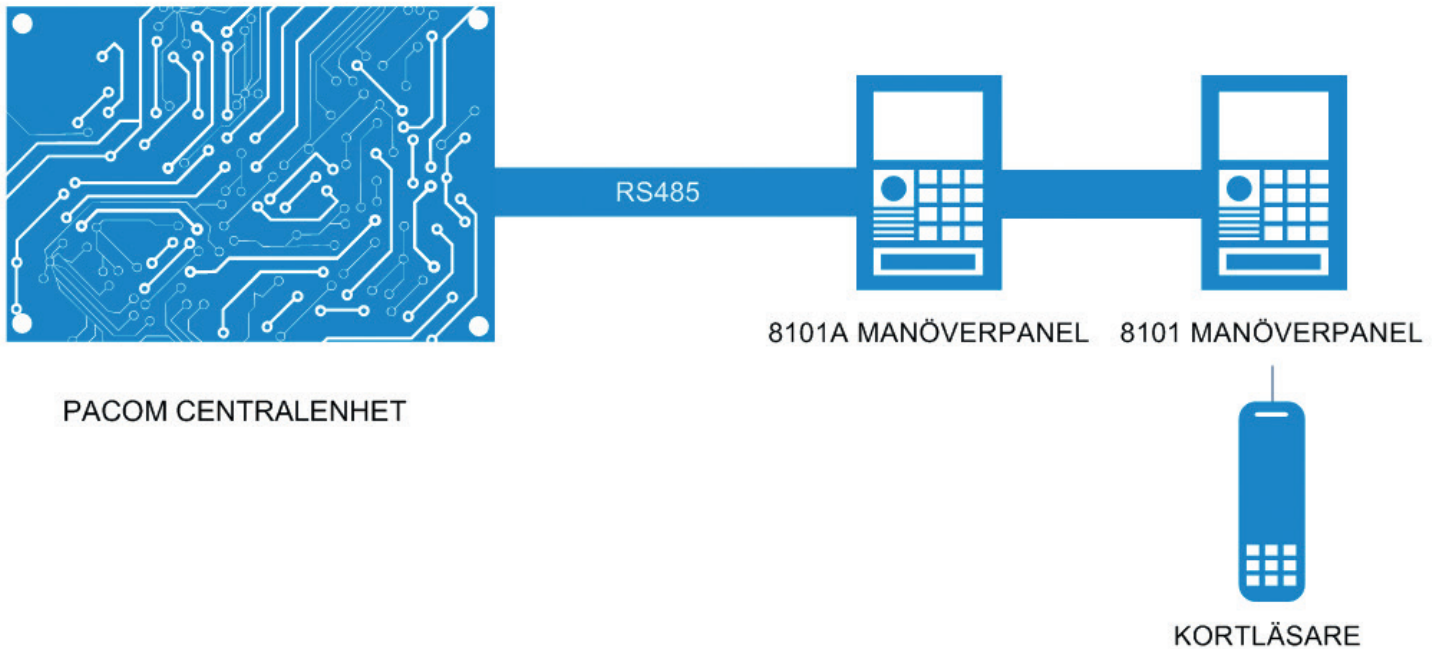 RS485
8101A MANÖVERPANEL
8101 MANÖVERPANEL
PACOM CENTRALENHET
KORTLÄSARE